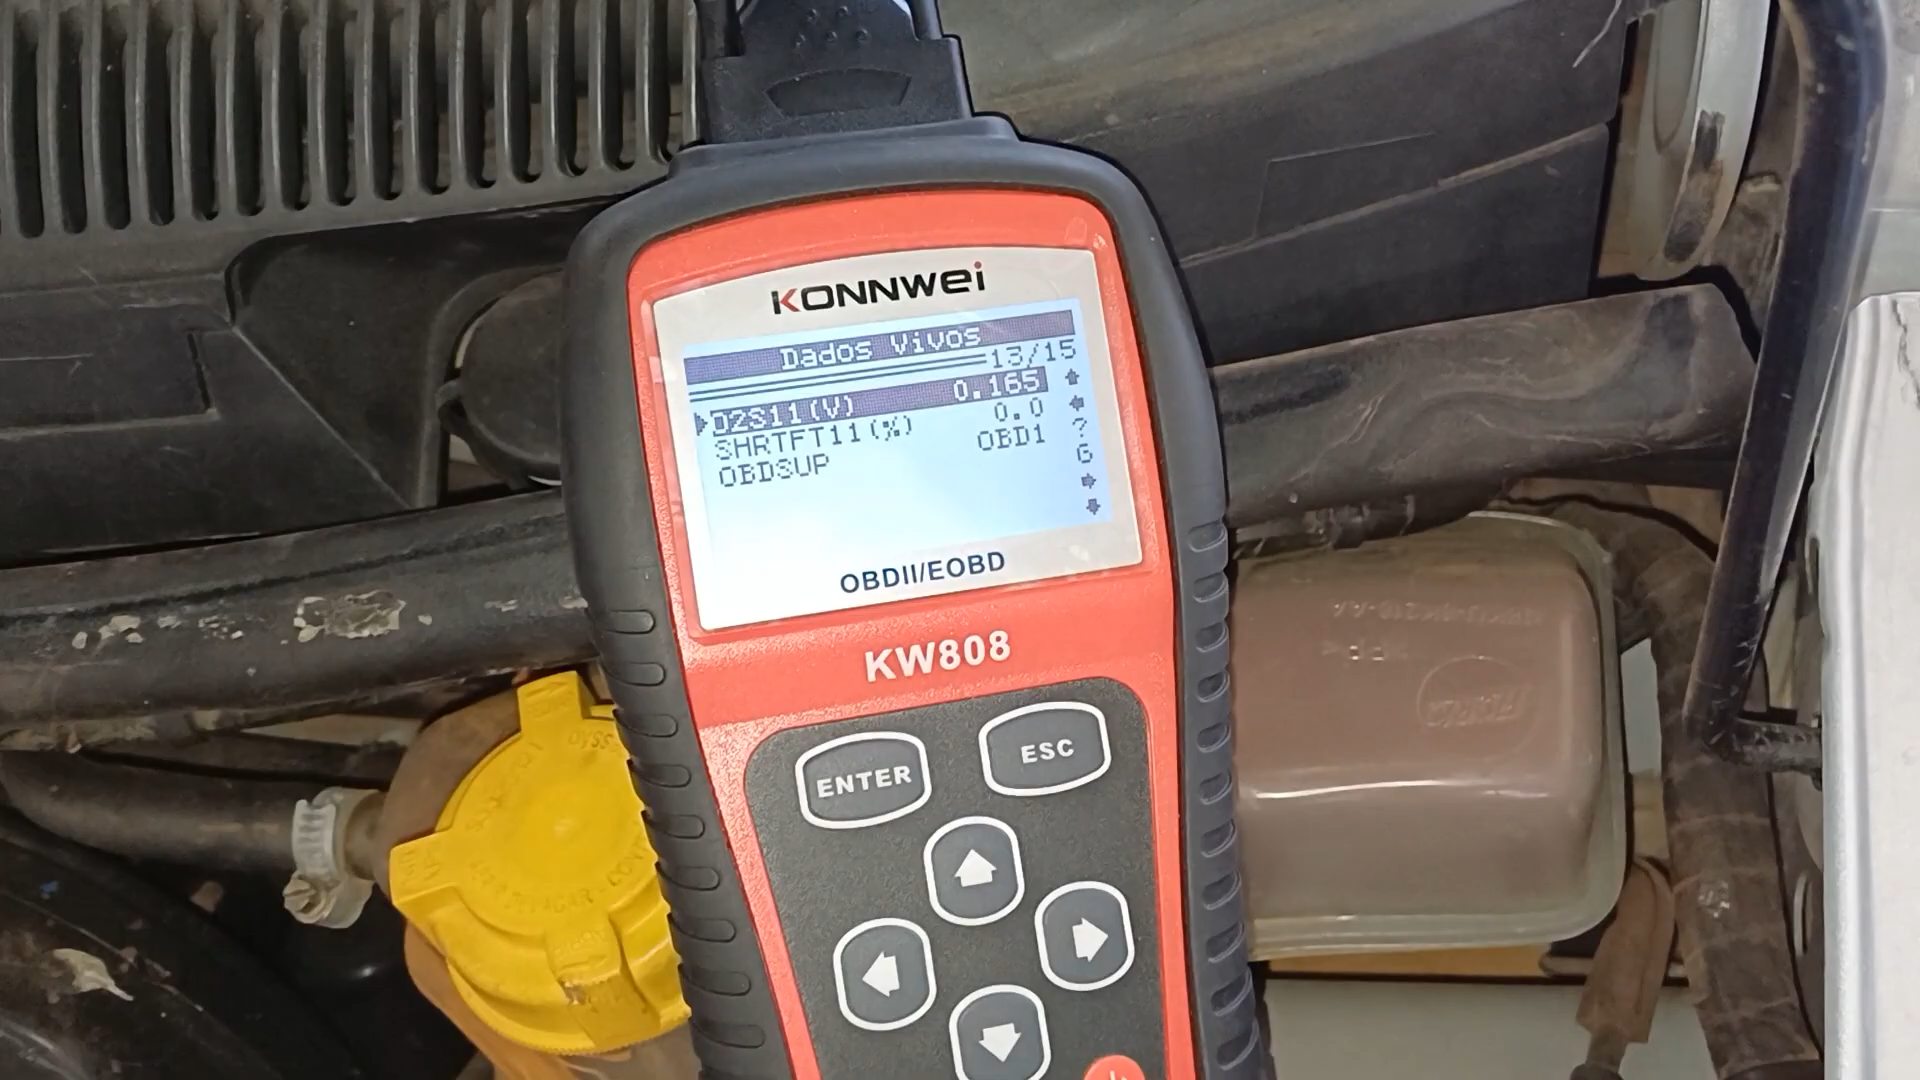 KONNWEI
Dados Vivos
13/15
O2S11(V) 0.165
SHRTFT11(%) 0.0
OBDSUP OBD1
?
G
OBDII/EOBD
KW808
ENTER
ESC